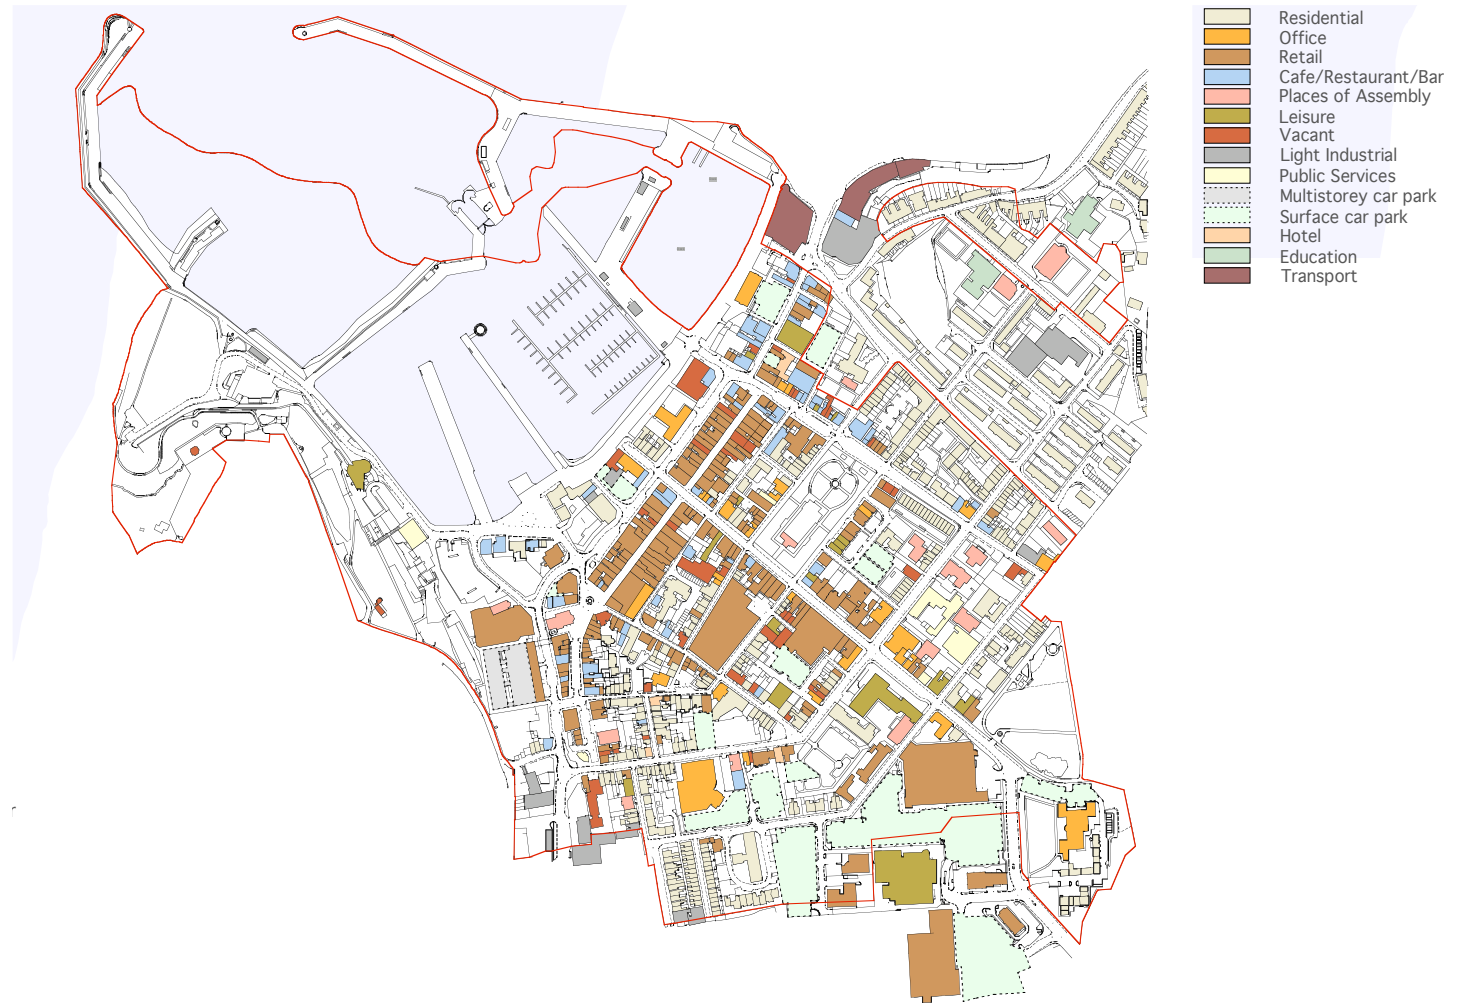 Residential
Office
Retail
Cafe/Restaurant/Bar
Places of Assembly
Leisure
Vacant
Light Industrial
Public Services
Multistorey car park
Surface car park
Hotel
Education
Transport